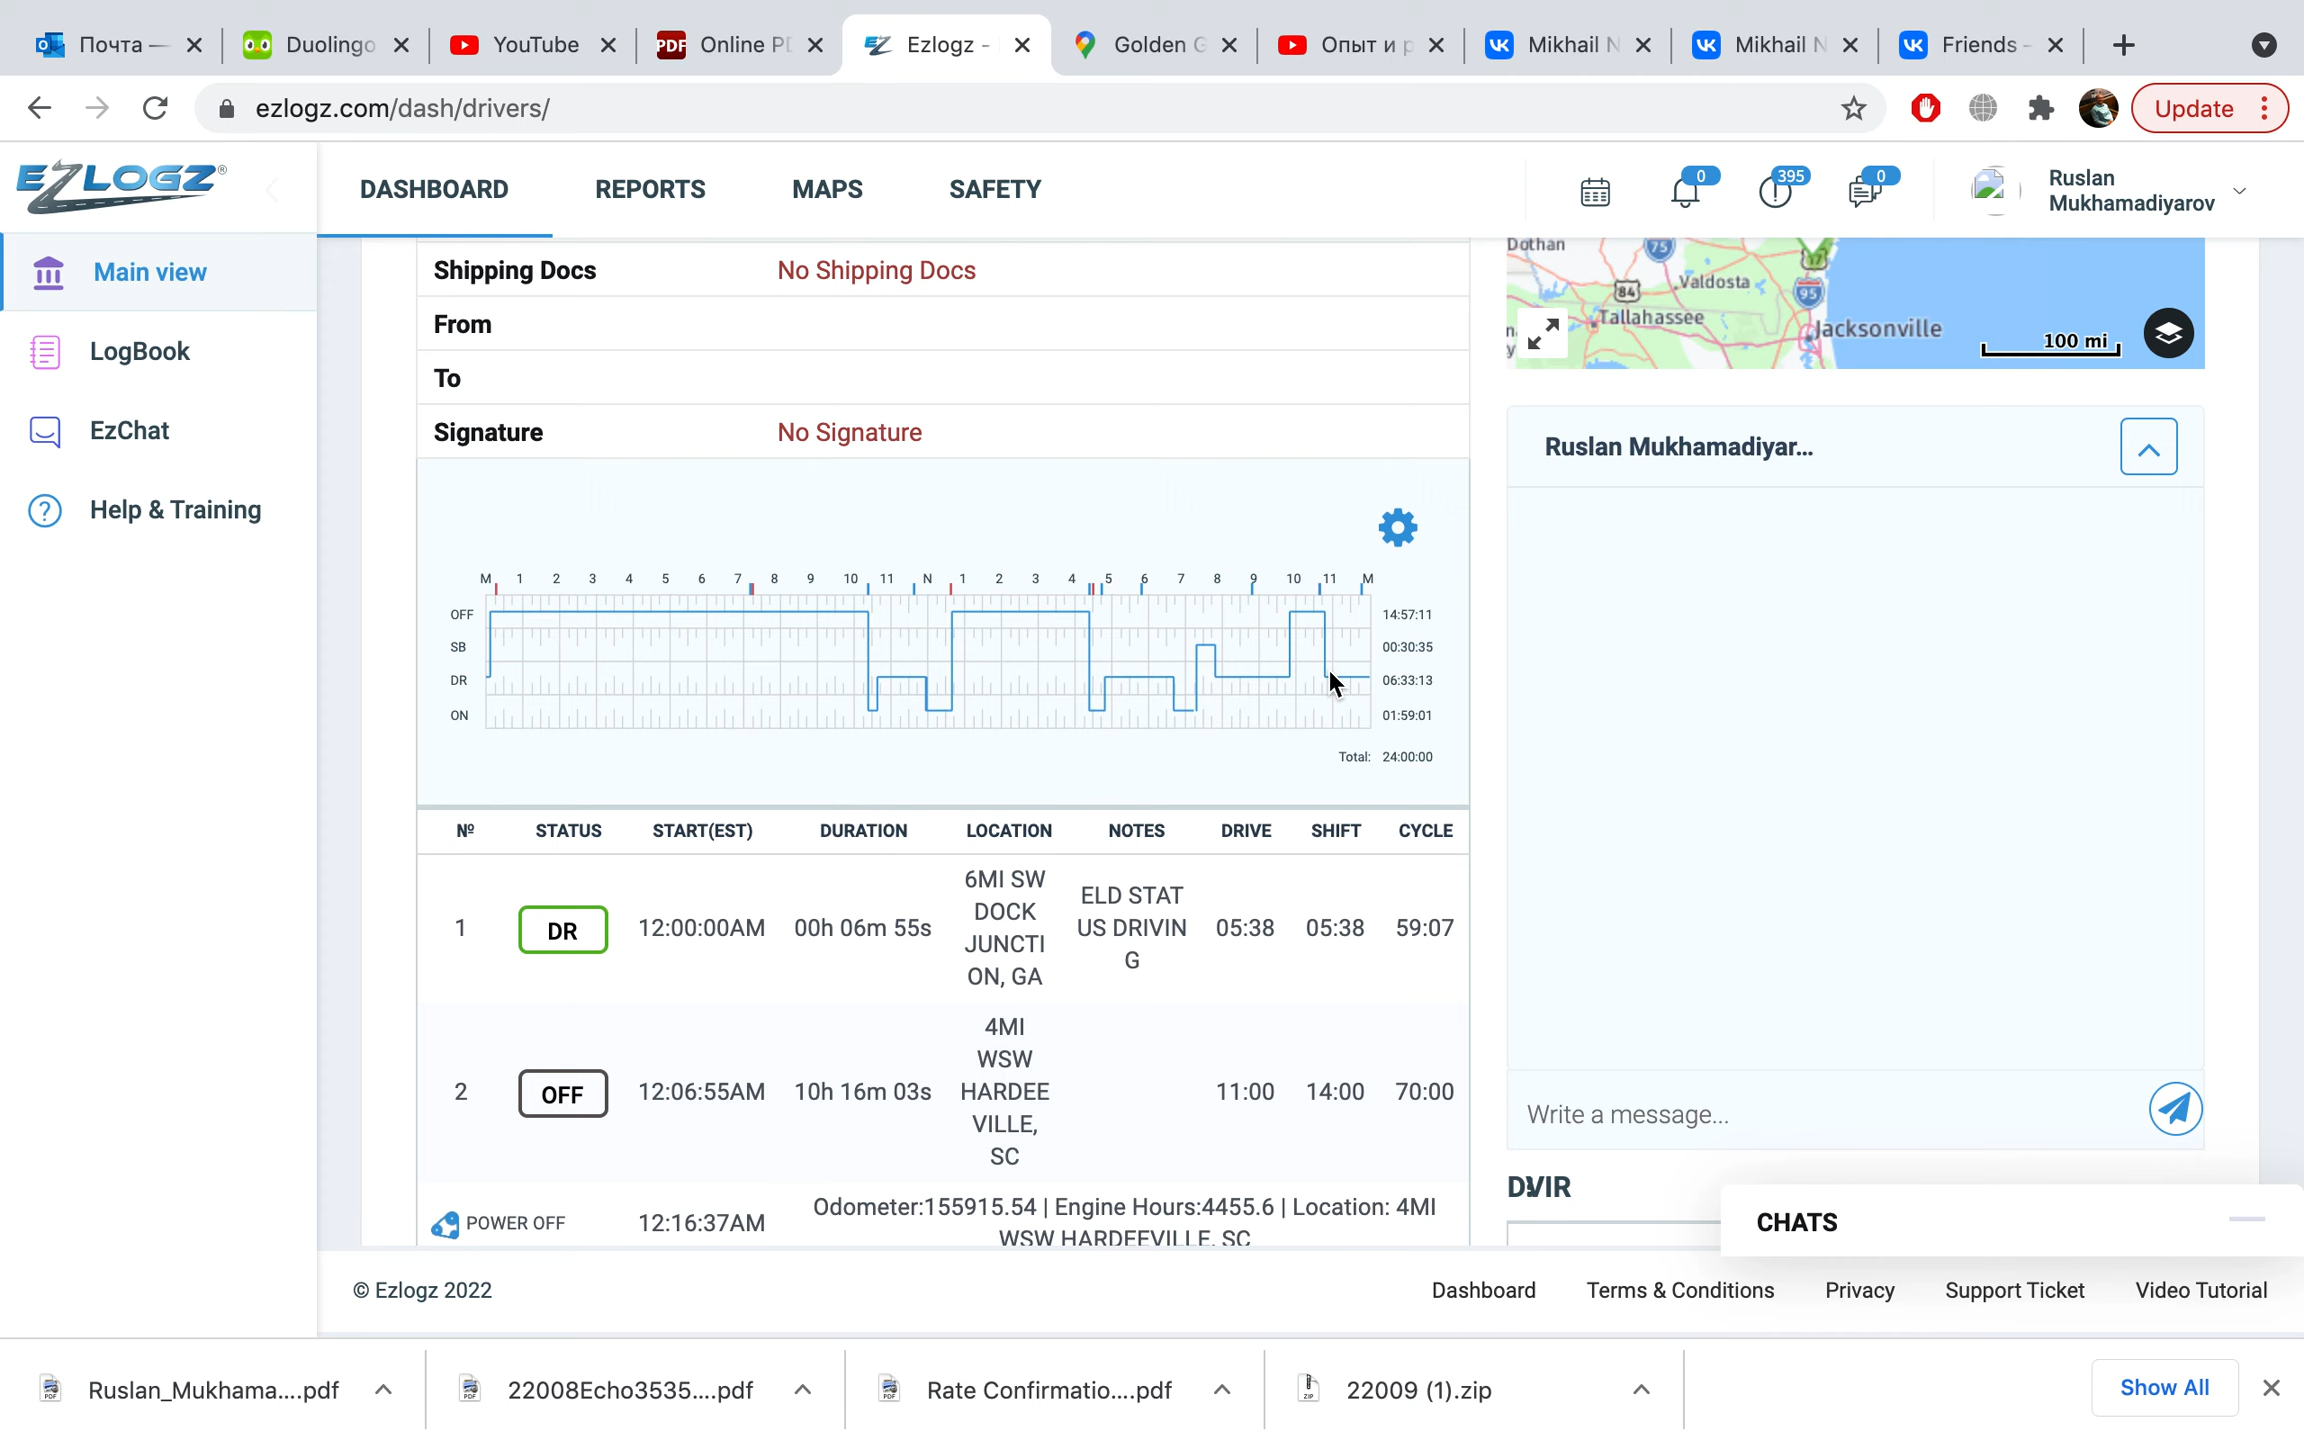 Почта —
Duolingo
YouTube
PDF Online PD
Ezlogz -
Golden G
Опыт и р
Mikhail N
Mikhail N
Friends -
ezlogz.com/dash/drivers/
Update
EZLOGZ®
DASHBOARD
REPORTS
MAPS
SAFETY
0
395
0
Ruslan
Mukhamadiyarov
Main view
LogBook
EzChat
Help & Training
Shipping Docs
No Shipping Docs
From
To
Signature
No Signature
M 1 2 3 4 5 6 7 8 9 10 11 N 1 2 3 4 5 6 7 8 9 10 11 M
OFF 14:57:11
SB 00:30:35
DR 06:33:13
ON 01:59:01
Total: 24:00:00
Nº STATUS START(EST) DURATION LOCATION NOTES DRIVE SHIFT CYCLE
1 DR 12:00:00AM 00h 06m 55s
6MI SW
DOCK
JUNCTI
ON, GA
ELD STAT
US DRIVIN
G
05:38 05:38 59:07
2 OFF 12:06:55AM 10h 16m 03s
4MI
WSW
HARDEE
VILLE,
SC
11:00 14:00 70:00
POWER OFF 12:16:37AM
Odometer:155915.54 | Engine Hours:4455.6 | Location: 4MI
WSW HARDEEVILLE, SC
Dothan
75
17
84
Valdosta
95
Tallahassee
Jacksonville
100 mi
Ruslan Mukhamadiyar...
Write a message...
DVIR
CHATS
© Ezlogz 2022
Dashboard
Terms & Conditions
Privacy
Support Ticket
Video Tutorial
Ruslan_Mukhama....pdf
22008Echo3535....pdf
Rate Confirmatio....pdf
22009 (1).zip
Show All